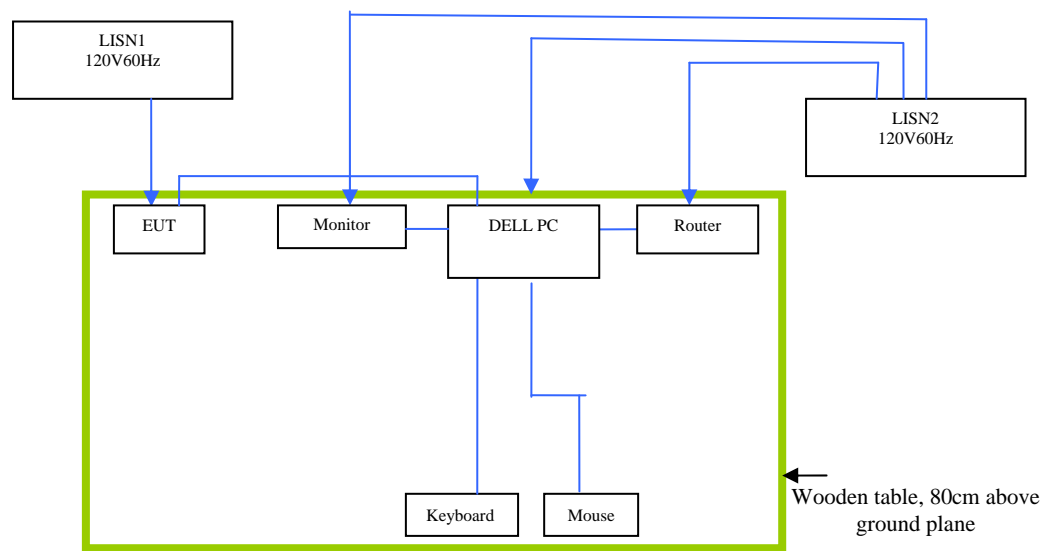 LISN1
120V60Hz
LISN2
120V60Hz
EUT
Monitor
DELL PC
Router
Keyboard
Mouse
Wooden table, 80cm above
ground plane